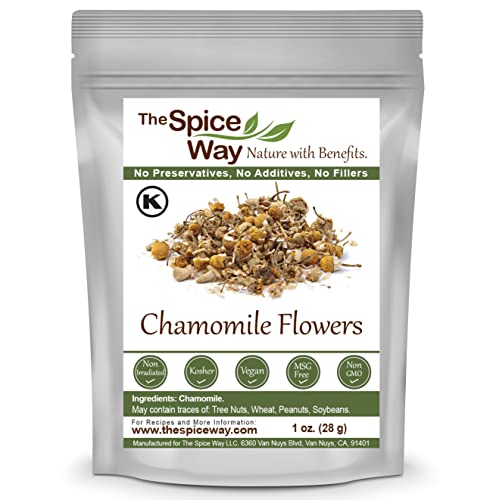 The Spice
Way Nature with Benefits.
No Preservatives, No Additives, No Fillers
K
Chamomile Flowers
Non
Irradiated
Kosher
Vegan
MSG
Free
Non
GMO
Ingredients: Chamomile.
May contain traces of: Tree Nuts, Wheat, Peanuts, Soybeans.
For Recipes and More Information:
www.thespiceway.com
1 oz. (28 g)
Manufactured for The Spice Way LLC. 6360 Van Nuys Blvd, Van Nuys, CA, 91401